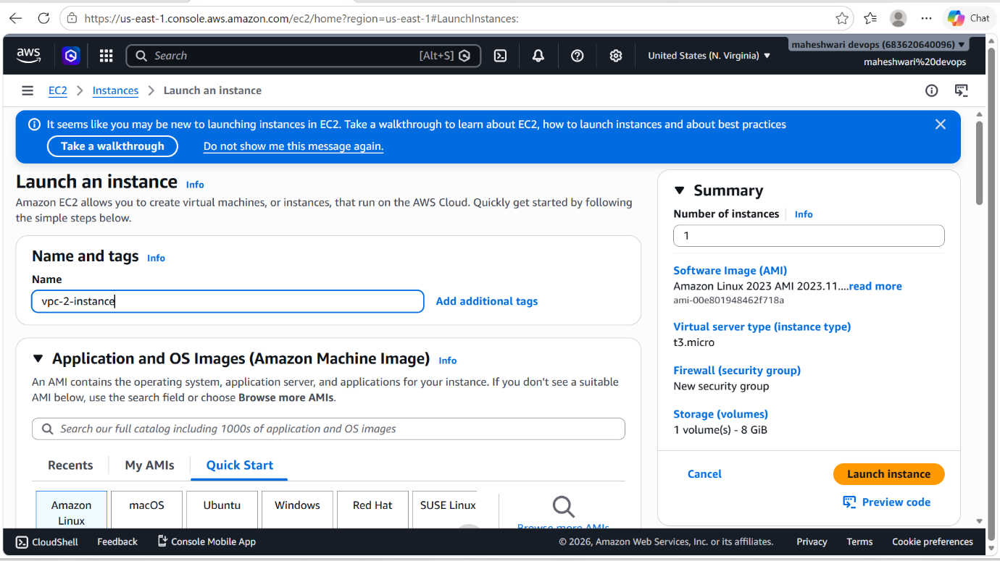 https://us-east-1.console.aws.amazon.com/ec2/home?region=us-east-1#LaunchInstances:
Chat
aws
Search [Alt+S]
United States (N. Virginia) ▼
maheshwari devops (683620640096) ▼
maheshwari%20devops
EC2 > Instances > Launch an instance
It seems like you may be new to launching instances in EC2. Take a walkthrough to learn about EC2, how to launch instances and about best practices
Take a walkthrough
Do not show me this message again.
Launch an instance Info
Amazon EC2 allows you to create virtual machines, or instances, that run on the AWS Cloud. Quickly get started by following
the simple steps below.
Name and tags Info
Name
vpc-2-instance
Add additional tags
Application and OS Images (Amazon Machine Image) Info
An AMI contains the operating system, application server, and applications for your instance. If you don't see a suitable
AMI below, use the search field or choose Browse more AMIs.
Search our full catalog including 1000s of application and OS images
Recents
My AMIs
Quick Start
Amazon
Linux
macOS
Ubuntu
Windows
Red Hat
SUSE Linux
Browse more AMIs
Summary
Number of instances Info
1
Software Image (AMI)
Amazon Linux 2023 AMI 2023.11....read more
ami-00e801948462f718a
Virtual server type (instance type)
t3.micro
Firewall (security group)
New security group
Storage (volumes)
1 volume(s) - 8 GiB
Cancel
Launch instance
Preview code
CloudShell
Feedback
Console Mobile App
© 2026, Amazon Web Services, Inc. or its affiliates.
Privacy
Terms
Cookie preferences